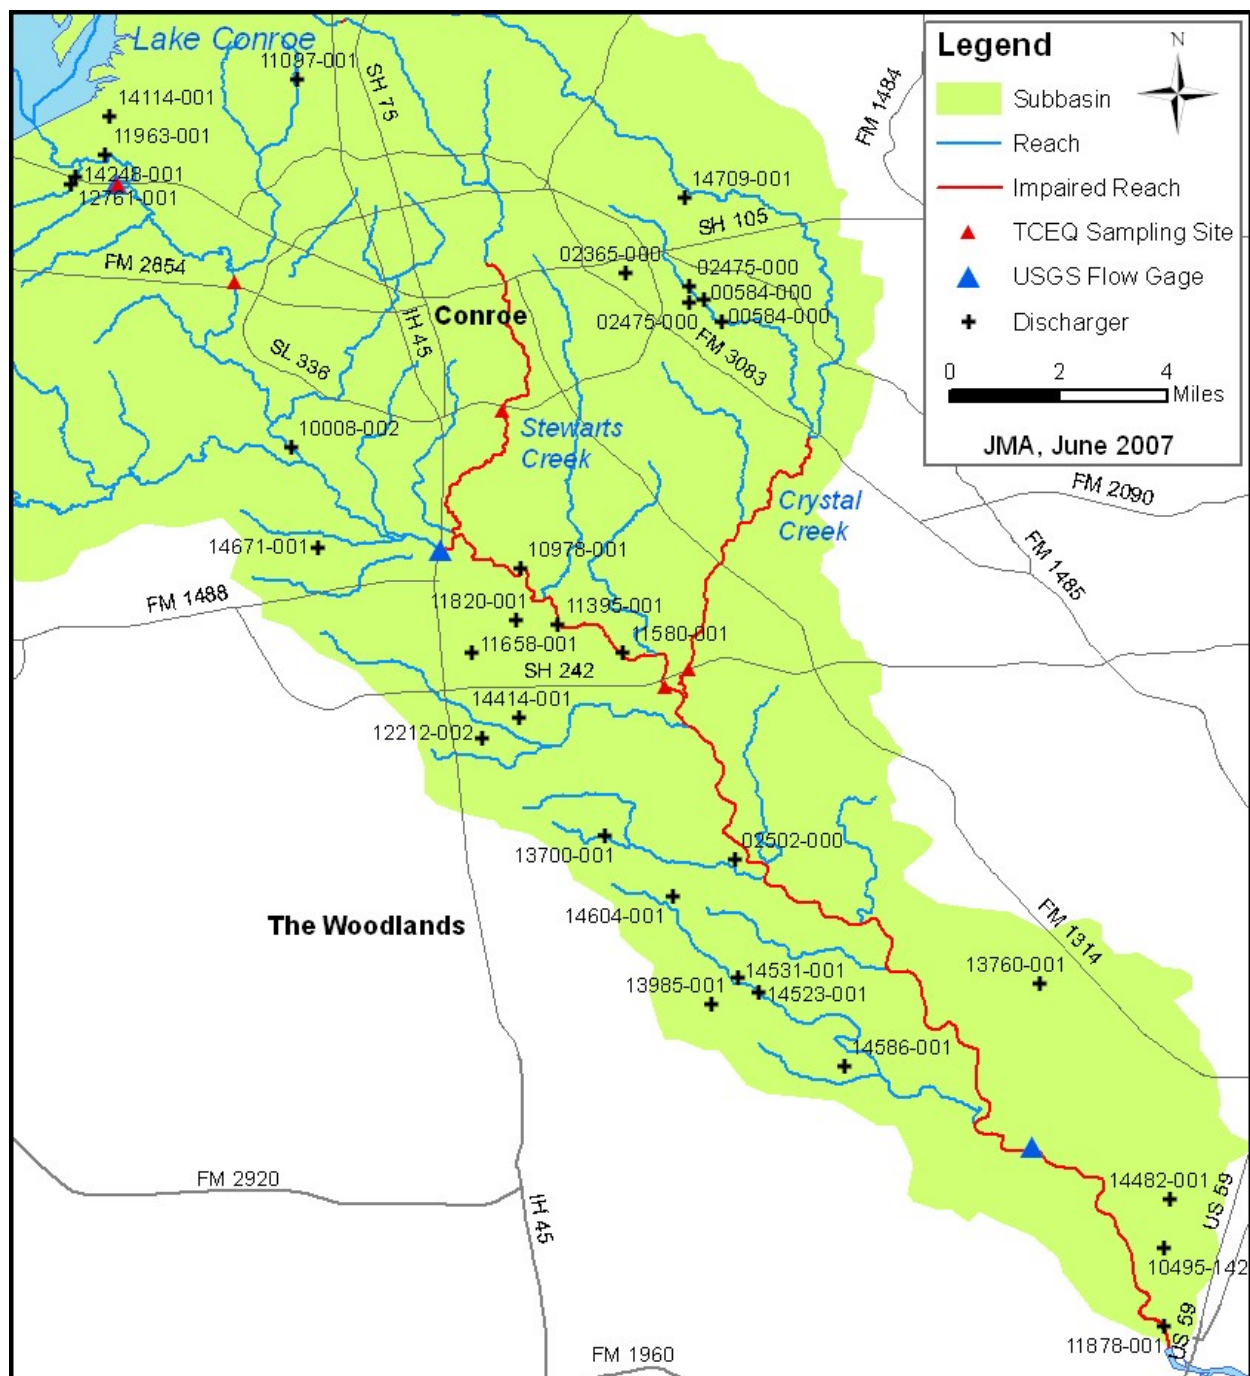 Lake Conroe
11097-001
SH 75
14114-001
11963-001
14248-001
12761-001
FM 2854
FM 1484
14709-001
SH 105
02365-000
02475-000
00584-000
02475-000
00584-000
FM 3083
Conroe
IH 45
SL 336
10008-002
Stewarts
Creek
Crystal
Creek
Legend
N
Subbasin
Reach
Impaired Reach
TCEQ Sampling Site
USGS Flow Gage
Discharger
0 2 4
Miles
JMA, June 2007
FM 2090
FM 1485
14671-001
FM 1488
10978-001
11820-001
11395-001
11658-001
11580-001
SH 242
14414-001
12212-002
13700-001
02502-000
14604-001
The Woodlands
FM 1314
13760-001
14531-001
13985-001
14523-001
14586-001
FM 2920
IH 45
14482-001
US 59
10495-142
US 59
11878-001
FM 1960